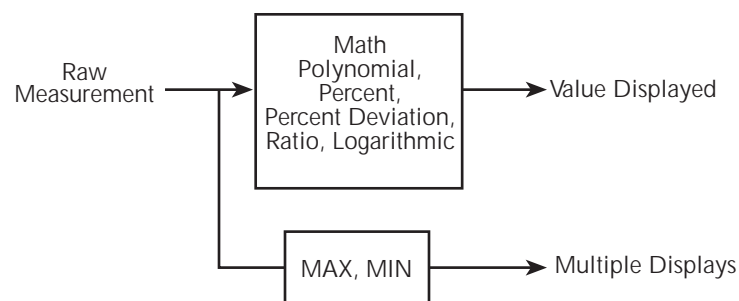 Raw
Measurement
Math
Polynomial,
Percent,
Percent Deviation,
Ratio, Logarithmic
Value Displayed
MAX, MIN
Multiple Displays